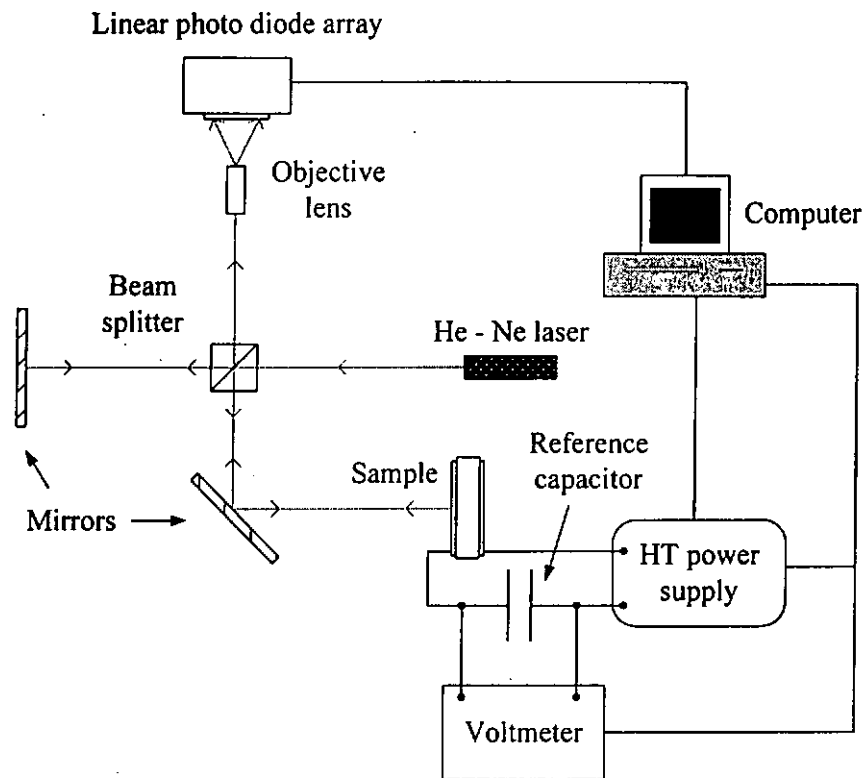 Linear photo diode array
Objective
lens
Computer
Beam
splitter
He - Ne laser
Reference
capacitor
Sample
Mirrors
HT power
supply
Voltmeter